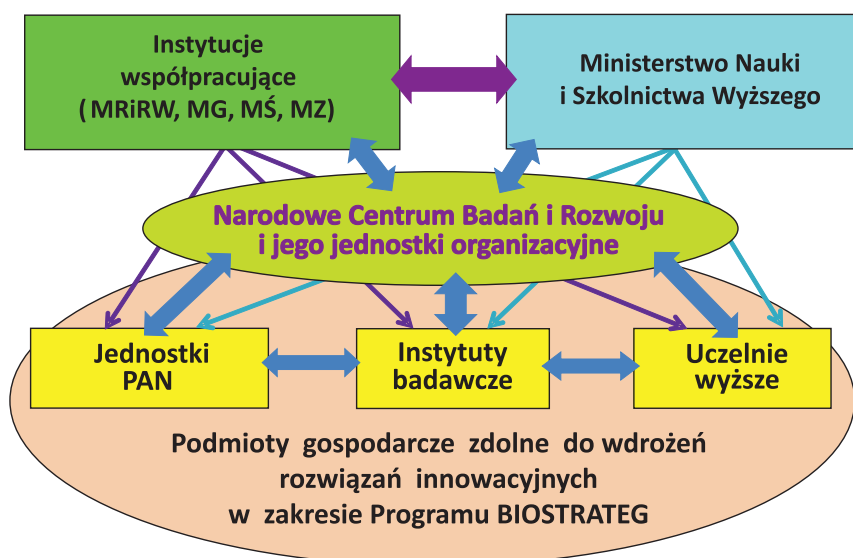 Instytucje
współpracujące
(MRiRW, MG, MŚ, MZ)
Ministerstwo Nauki
i Szkolnictwa Wyższego
Narodowe Centrum Badań i Rozwoju
i jego jednostki organizacyjne
Jednostki
PAN
Instytuty
badawcze
Uczelnie
wyższe
Podmioty gospodarcze zdolne do wdrożeń
rozwiązań innowacyjnych
w zakresie Programu BIOSTRATEG